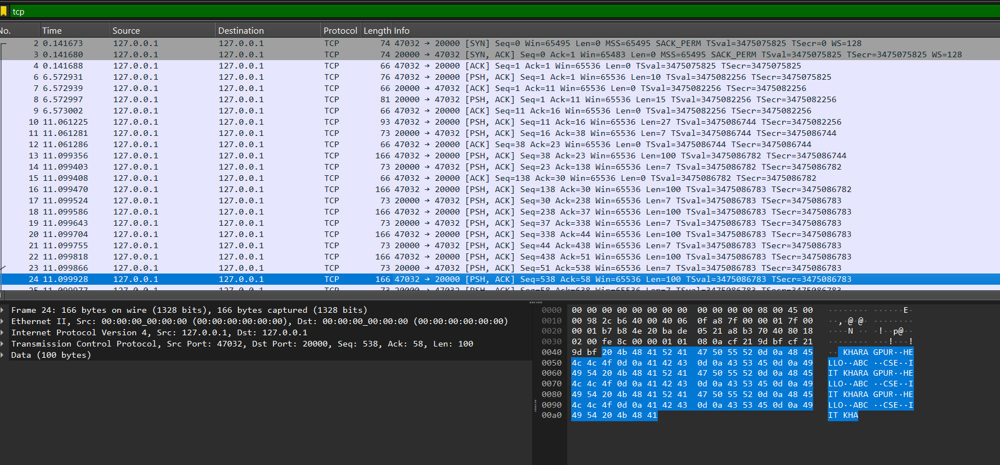 tcp
No. Time Source Destination Protocol Length Info
2 0.141673 127.0.0.1 127.0.0.1 TCP 74 47032 → 20000 [SYN] Seq=0 Win=65495 Len=0 MSS=65495 SACK_PERM TSval=3475075825 TSecr=0 WS=128
3 0.141680 127.0.0.1 127.0.0.1 TCP 74 20000 → 47032 [SYN, ACK] Seq=0 Ack=1 Win=65483 Len=0 MSS=65495 SACK_PERM TSval=3475075825 TSecr=3475075825 WS=128
4 0.141688 127.0.0.1 127.0.0.1 TCP 66 47032 → 20000 [ACK] Seq=1 Ack=1 Win=65536 Len=0 TSval=3475075825 TSecr=3475075825
6 6.572931 127.0.0.1 127.0.0.1 TCP 76 47032 → 20000 [PSH, ACK] Seq=1 Ack=1 Win=65536 Len=10 TSval=3475082256 TSecr=3475075825
7 6.572939 127.0.0.1 127.0.0.1 TCP 66 20000 → 47032 [ACK] Seq=1 Ack=11 Win=65536 Len=0 TSval=3475082256 TSecr=3475082256
8 6.572997 127.0.0.1 127.0.0.1 TCP 81 20000 → 47032 [PSH, ACK] Seq=1 Ack=11 Win=65536 Len=15 TSval=3475082256 TSecr=3475082256
9 6.573002 127.0.0.1 127.0.0.1 TCP 66 47032 → 20000 [ACK] Seq=11 Ack=16 Win=65536 Len=0 TSval=3475082256 TSecr=3475082256
10 11.061225 127.0.0.1 127.0.0.1 TCP 93 47032 → 20000 [PSH, ACK] Seq=11 Ack=16 Win=65536 Len=27 TSval=3475086744 TSecr=3475082256
11 11.061281 127.0.0.1 127.0.0.1 TCP 73 20000 → 47032 [PSH, ACK] Seq=16 Ack=38 Win=65536 Len=7 TSval=3475086744 TSecr=3475086744
12 11.061286 127.0.0.1 127.0.0.1 TCP 66 47032 → 20000 [ACK] Seq=38 Ack=23 Win=65536 Len=0 TSval=3475086744 TSecr=3475086744
13 11.099356 127.0.0.1 127.0.0.1 TCP 166 47032 → 20000 [PSH, ACK] Seq=38 Ack=23 Win=65536 Len=100 TSval=3475086782 TSecr=3475086744
14 11.099403 127.0.0.1 127.0.0.1 TCP 73 20000 → 47032 [PSH, ACK] Seq=23 Ack=138 Win=65536 Len=7 TSval=3475086782 TSecr=3475086782
15 11.099408 127.0.0.1 127.0.0.1 TCP 66 47032 → 20000 [ACK] Seq=138 Ack=30 Win=65536 Len=0 TSval=3475086782 TSecr=3475086782
16 11.099470 127.0.0.1 127.0.0.1 TCP 166 47032 → 20000 [PSH, ACK] Seq=138 Ack=30 Win=65536 Len=100 TSval=3475086783 TSecr=3475086782
17 11.099524 127.0.0.1 127.0.0.1 TCP 73 20000 → 47032 [PSH, ACK] Seq=30 Ack=238 Win=65536 Len=7 TSval=3475086783 TSecr=3475086783
18 11.099586 127.0.0.1 127.0.0.1 TCP 166 47032 → 20000 [PSH, ACK] Seq=238 Ack=37 Win=65536 Len=100 TSval=3475086783 TSecr=3475086783
19 11.099643 127.0.0.1 127.0.0.1 TCP 73 20000 → 47032 [PSH, ACK] Seq=37 Ack=338 Win=65536 Len=7 TSval=3475086783 TSecr=3475086783
20 11.099704 127.0.0.1 127.0.0.1 TCP 166 47032 → 20000 [PSH, ACK] Seq=338 Ack=44 Win=65536 Len=100 TSval=3475086783 TSecr=3475086783
21 11.099755 127.0.0.1 127.0.0.1 TCP 73 20000 → 47032 [PSH, ACK] Seq=44 Ack=438 Win=65536 Len=7 TSval=3475086783 TSecr=3475086783
22 11.099818 127.0.0.1 127.0.0.1 TCP 166 47032 → 20000 [PSH, ACK] Seq=438 Ack=51 Win=65536 Len=100 TSval=3475086783 TSecr=3475086783
23 11.099866 127.0.0.1 127.0.0.1 TCP 73 20000 → 47032 [PSH, ACK] Seq=51 Ack=538 Win=65536 Len=7 TSval=3475086783 TSecr=3475086783
24 11.099928 127.0.0.1 127.0.0.1 TCP 166 47032 → 20000 [PSH, ACK] Seq=538 Ack=58 Win=65536 Len=100 TSval=3475086783 TSecr=3475086783
25 11.099977 127.0.0.1 127.0.0.1 TCP 73 20000 → 47032 [PSH, ACK] Seq=58 Ack=638 Win=65536 Len=7 TSval=3475086783 TSecr=3475086783
Frame 24: 166 bytes on wire (1328 bits), 166 bytes captured (1328 bits)
Ethernet II, Src: 00:00:00_00:00:00 (00:00:00:00:00:00), Dst: 00:00:00_00:00:00 (00:00:00:00:00:00)
Internet Protocol Version 4, Src: 127.0.0.1, Dst: 127.0.0.1
Transmission Control Protocol, Src Port: 47032, Dst Port: 20000, Seq: 538, Ack: 58, Len: 100
Data (100 bytes)
0000 00 00 00 00 00 00 00 00 00 00 00 00 08 00 45 00 ········ ······E·
0010 00 98 2c b6 40 00 40 06 0f a8 7f 00 00 01 7f 00 ··,·@·@· ········
0020 00 01 b7 b8 4e 20 ba de 05 21 a8 b3 70 40 80 18 ····N ·· ·!··p@··
0030 02 00 fe 8c 00 00 01 01 08 0a cf 21 9d bf cf 21 ········ ···!···!
0040 9d bf 20 4b 48 41 52 41 47 50 55 52 0d 0a 48 45 ·· KHARA GPUR··HE
0050 4c 4c 4f 0d 0a 41 42 43 0d 0a 43 53 45 0d 0a 49 LLO··ABC ··CSE··I
0060 49 54 20 4b 48 41 52 41 47 50 55 52 0d 0a 48 45 IT KHARA GPUR··HE
0070 4c 4c 4f 0d 0a 41 42 43 0d 0a 43 53 45 0d 0a 49 LLO··ABC ··CSE··I
0080 49 54 20 4b 48 41 52 41 47 50 55 52 0d 0a 48 45 IT KHARA GPUR··HE
0090 4c 4c 4f 0d 0a 41 42 43 0d 0a 43 53 45 0d 0a 49 LLO··ABC ··CSE··I
00a0 49 54 20 4b 48 41 IT KHA